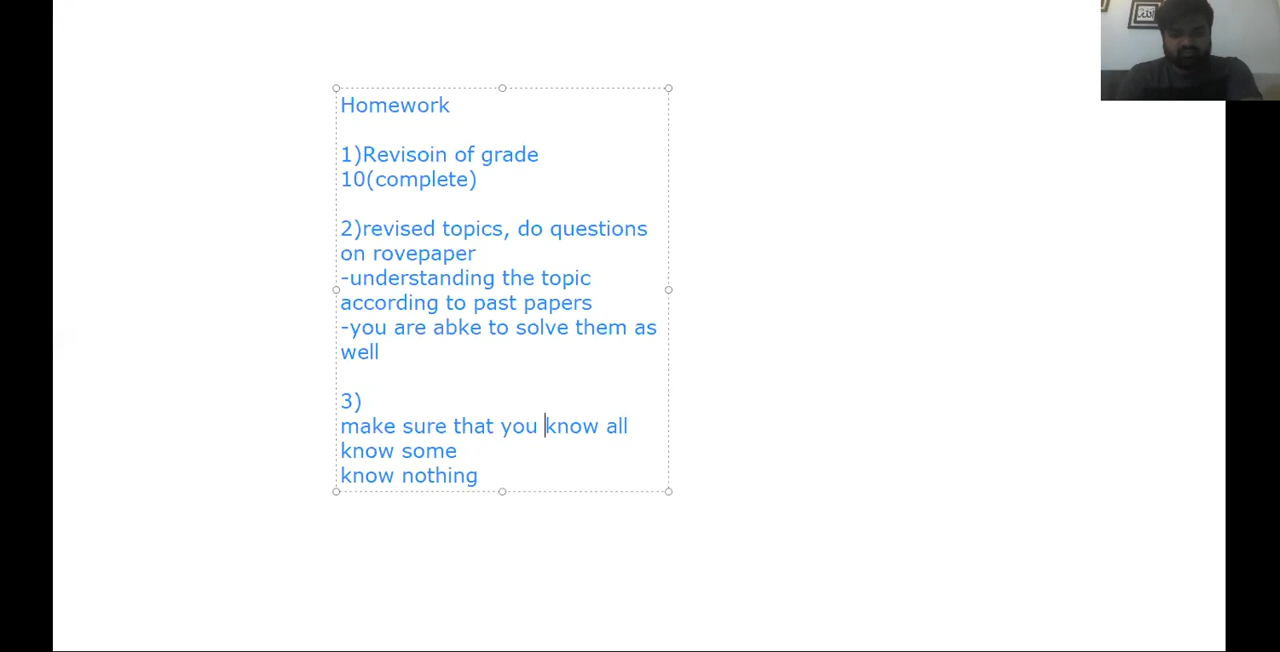 Homework
1)Revisoin of grade
10(complete)
2)revised topics, do questions
on rovepaper
-understanding the topic
according to past papers
-you are abke to solve them as
well
3)
make sure that you know all
know some
know nothing